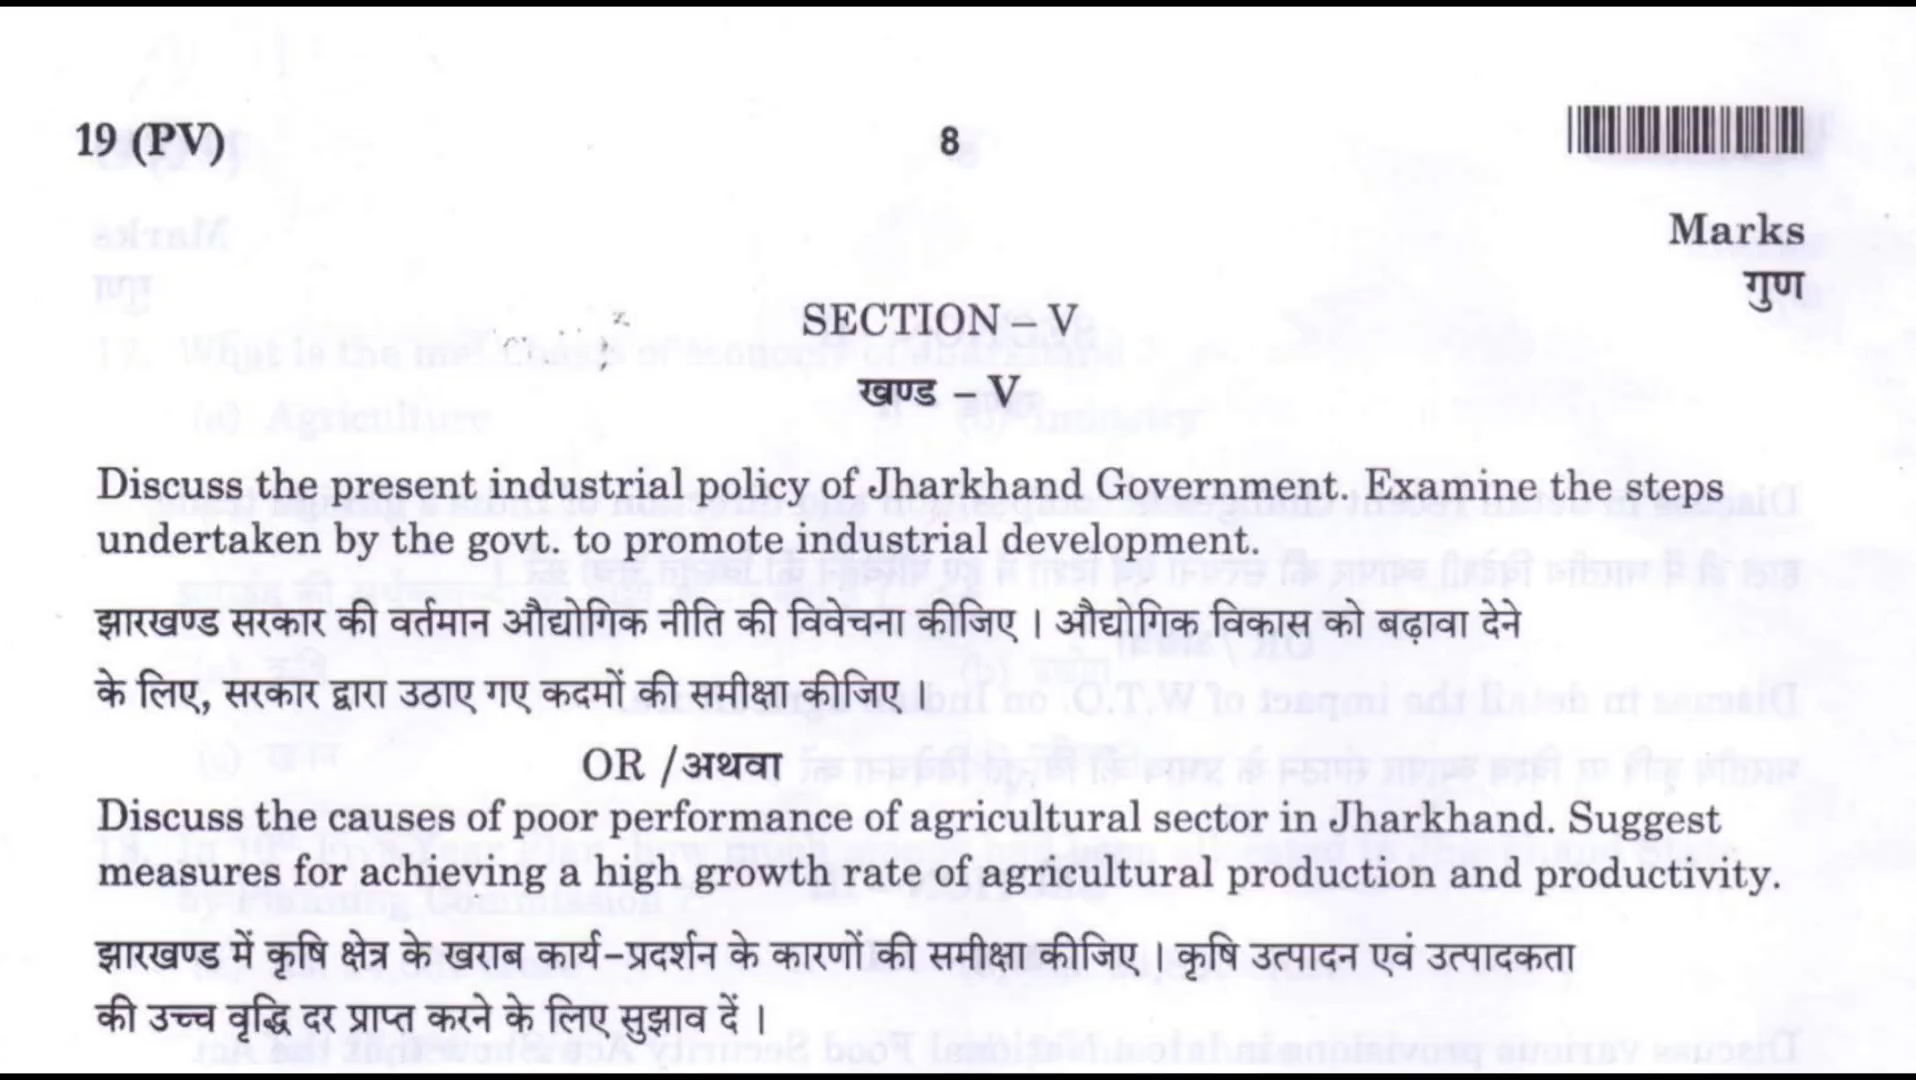 19 (PV)
8
Marks
गुण
SECTION – V
खण्ड – V
Discuss the present industrial policy of Jharkhand Government. Examine the steps
undertaken by the govt. to promote industrial development.
झारखण्ड सरकार की वर्तमान औद्योगिक नीति की विवेचना कीजिए । औद्योगिक विकास को बढ़ावा देने
के लिए, सरकार द्वारा उठाए गए कदमों की समीक्षा कीजिए
OR /अथवा
Discuss the causes of poor performance of agricultural sector in Jharkhand. Suggest
measures for achieving a high growth rate of agricultural production and productivity.
झारखण्ड में कृषि क्षेत्र के खराब कार्य-प्रदर्शन के कारणों की समीक्षा कीजिए । कृषि उत्पादन एवं उत्पादकता
की उच्च वृद्धि दर प्राप्त करने के लिए सुझाव दें ।